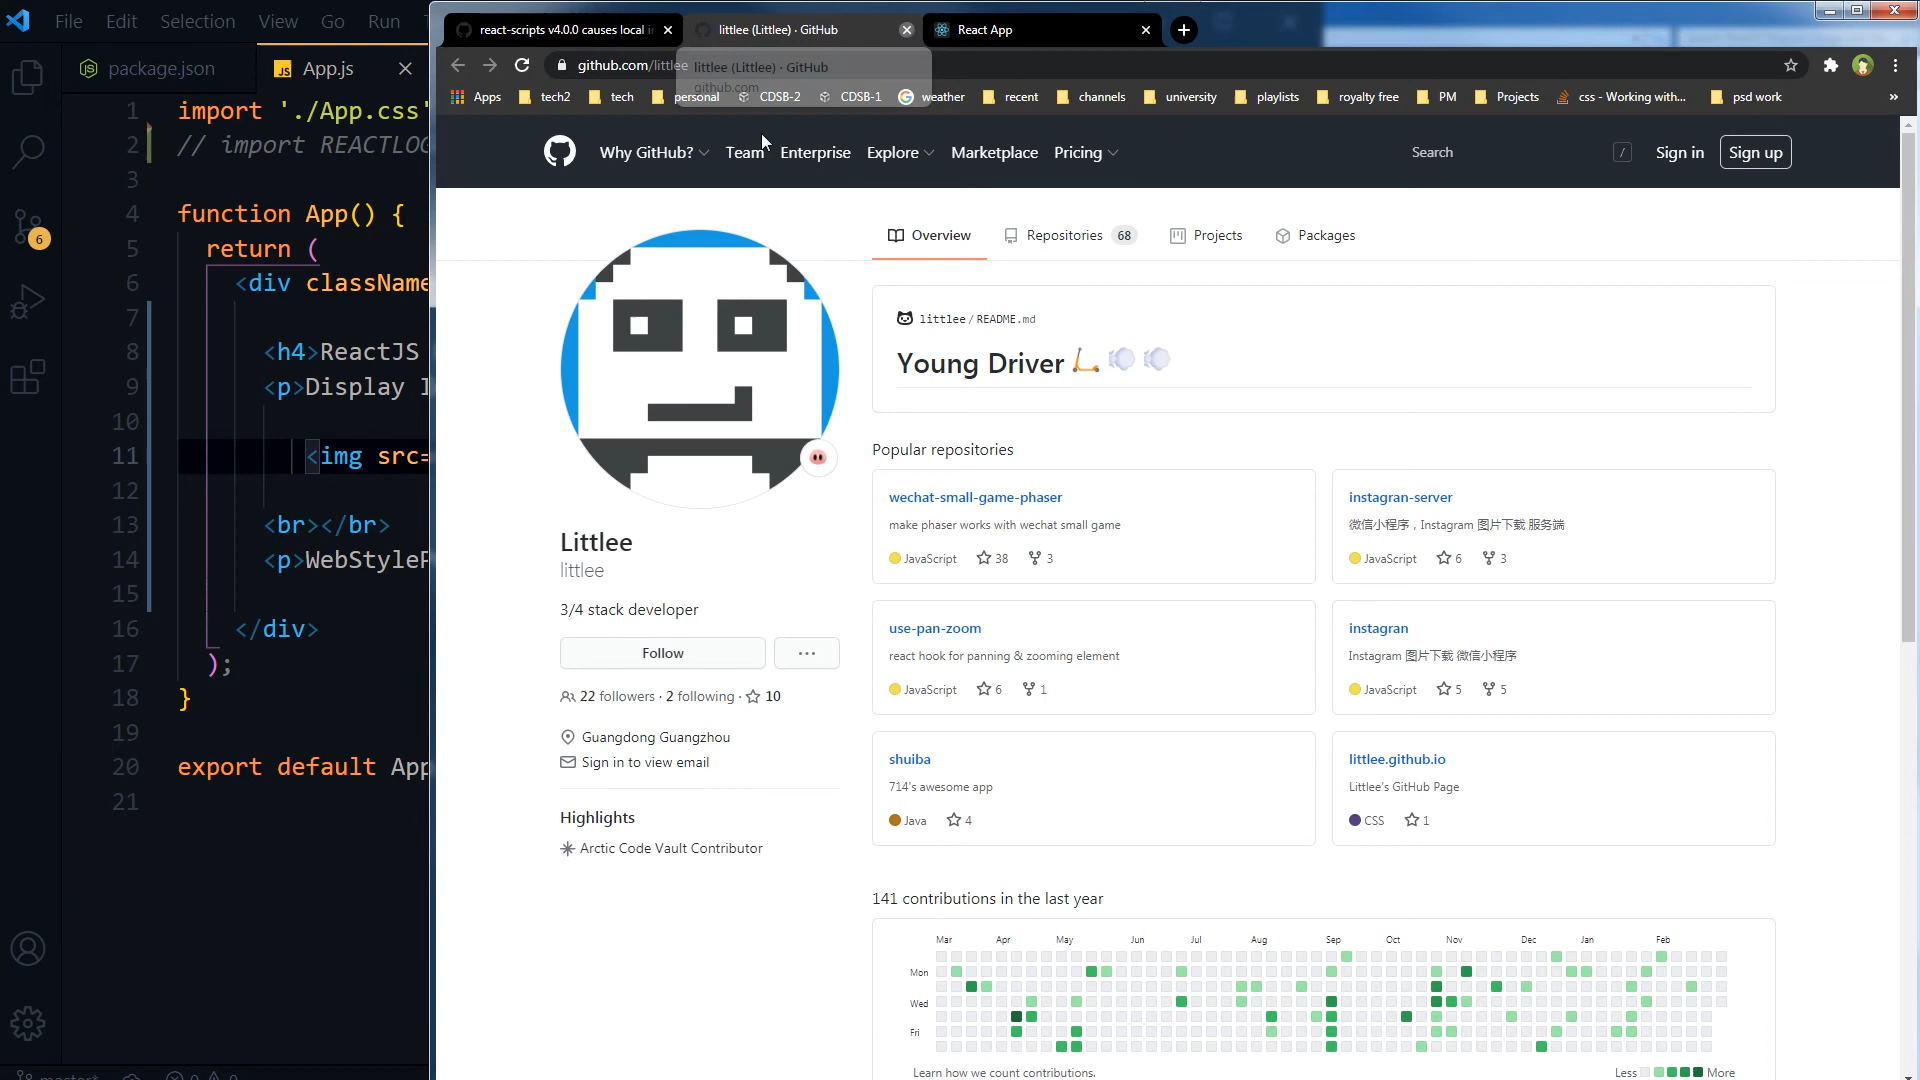 File Edit Selection View Go Run
package.json
App.js
1 import './App.css'
2 // import REACTLOG
3
4 function App() {
5 return (
6 <div className
7
8 <h4>ReactJS
9 <p>Display
10
11 <img src=
12
13 <br></br>
14 <p>WebStyleP
15
16 </div>
17 );
18 }
19
20 export default App
21
6
react-scripts v4.0.0 causes local i
littlee (Littlee) · GitHub
React App
github.com/littlee
littlee (Littlee) · GitHub
github.com
Apps tech2 tech personal CDSB-2 CDSB-1 weather recent channels university playlists royalty free PM Projects css - Working with... psd work »
Why GitHub? Team Enterprise Explore Marketplace Pricing
Search /
Sign in Sign up
Overview Repositories 68 Projects Packages
littlee / README.md
Young Driver
Littlee
littlee
3/4 stack developer
Follow ...
22 followers · 2 following · 10
Guangdong Guangzhou
Sign in to view email
Highlights
Arctic Code Vault Contributor
Popular repositories
wechat-small-game-phaser
make phaser works with wechat small game
JavaScript 38 3
instagran-server
微信小程序，Instagram 图片下载 服务端
JavaScript 6 3
use-pan-zoom
react hook for panning & zooming element
JavaScript 6 1
instagran
Instagram 图片下载 微信小程序
JavaScript 5 5
shuiba
714's awesome app
Java 4
littlee.github.io
Littlee's GitHub Page
CSS 1
141 contributions in the last year
Mar Apr May Jun Jul Aug Sep Oct Nov Dec Jan Feb
Mon
Wed
Fri
Learn how we count contributions.
Less More